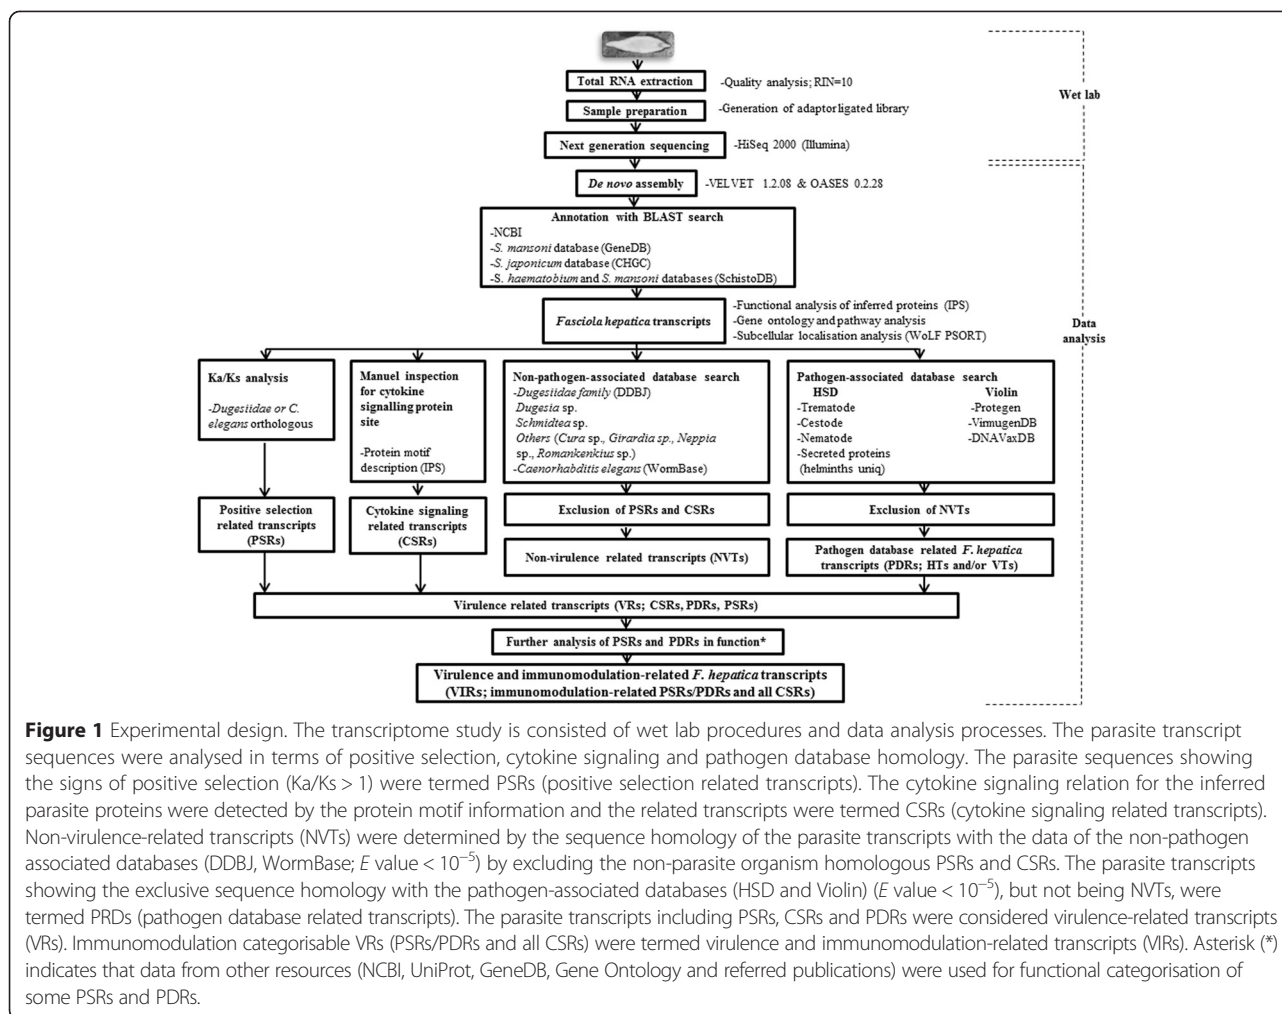 Total RNA extraction
-Quality analysis; RIN=10
Sample preparation
-Generation of adaptor ligated library
Wet lab
Next generation sequencing
-HiSeq 2000 (Illumina)
De novo assembly
-VELVET 1.2.08 & OASES 0.2.28
Annotation with BLAST search
-NCBI
-S. mansoni database (GeneDB)
-S. japonicum database (CHGC)
-S. haematobium and S. mansoni databases (SchistoDB)
Fasciola hepatica transcripts
-Functional analysis of inferred proteins (IPS)
-Gene ontology and pathway analysis
-Subcellular localisation analysis (WoLF PSORT)
Data
analysis
Ka/Ks analysis
-Dugesiidae or C.
elegans orthologous
Manuel inspection
for cytokine
signalling protein
site
-Protein motif
description (IPS)
Non-pathogen-associated database search
-Dugesiidae family (DDBJ)
Dugesia sp.
Schmidtea sp.
Others (Cura sp., Girardia sp., Neppia
sp., Romankenkius sp.)
-Caenorhabditis elegans (WormBase)
Pathogen-associated database search
HSD
-Trematode
-Cestode
-Nematode
-Secreted proteins
(helminths uniq)
Violin
-Protegen
-VirmugenDB
-DNAVaxDB
Positive selection
related transcripts
(PSRs)
Cytokine signaling
related transcripts
(CSRs)
Exclusion of PSRs and CSRs
Exclusion of NVTs
Non-virulence related transcripts (NVTs)
Pathogen database related F. hepatica
transcripts (PDRs; HTs and/or VTs)
Virulence related transcripts (VRs; CSRs, PDRs, PSRs)
Further analysis of PSRs and PDRs in function*
Virulence and immunomodulation-related F. hepatica transcripts
(VIRs; immunomodulation-related PSRs/PDRs and all CSRs)
Figure 1 Experimental design. The transcriptome study is consisted of wet lab procedures and data analysis processes. The parasite transcript
sequences were analysed in terms of positive selection, cytokine signaling and pathogen database homology. The parasite sequences showing
the signs of positive selection (Ka/Ks > 1) were termed PSRs (positive selection related transcripts). The cytokine signaling relation for the inferred
parasite proteins were detected by the protein motif information and the related transcripts were termed CSRs (cytokine signaling related transcripts).
Non-virulence-related transcripts (NVTs) were determined by the sequence homology of the parasite transcripts with the data of the non-pathogen
associated databases (DDBJ, WormBase; E value < 10⁻⁵) by excluding the non-parasite organism homologous PSRs and CSRs. The parasite transcripts
showing the exclusive sequence homology with the pathogen-associated databases (HSD and Violin) (E value < 10⁻⁵), but not being NVTs, were
termed PRDs (pathogen database related transcripts). The parasite transcripts including PSRs, CSRs and PDRs were considered virulence-related transcripts
(VRs). Immunomodulation categorisable VRs (PSRs/PDRs and all CSRs) were termed virulence and immunomodulation-related transcripts (VIRs). Asterisk (*)
indicates that data from other resources (NCBI, UniProt, GeneDB, Gene Ontology and referred publications) were used for functional categorisation of
some PSRs and PDRs.